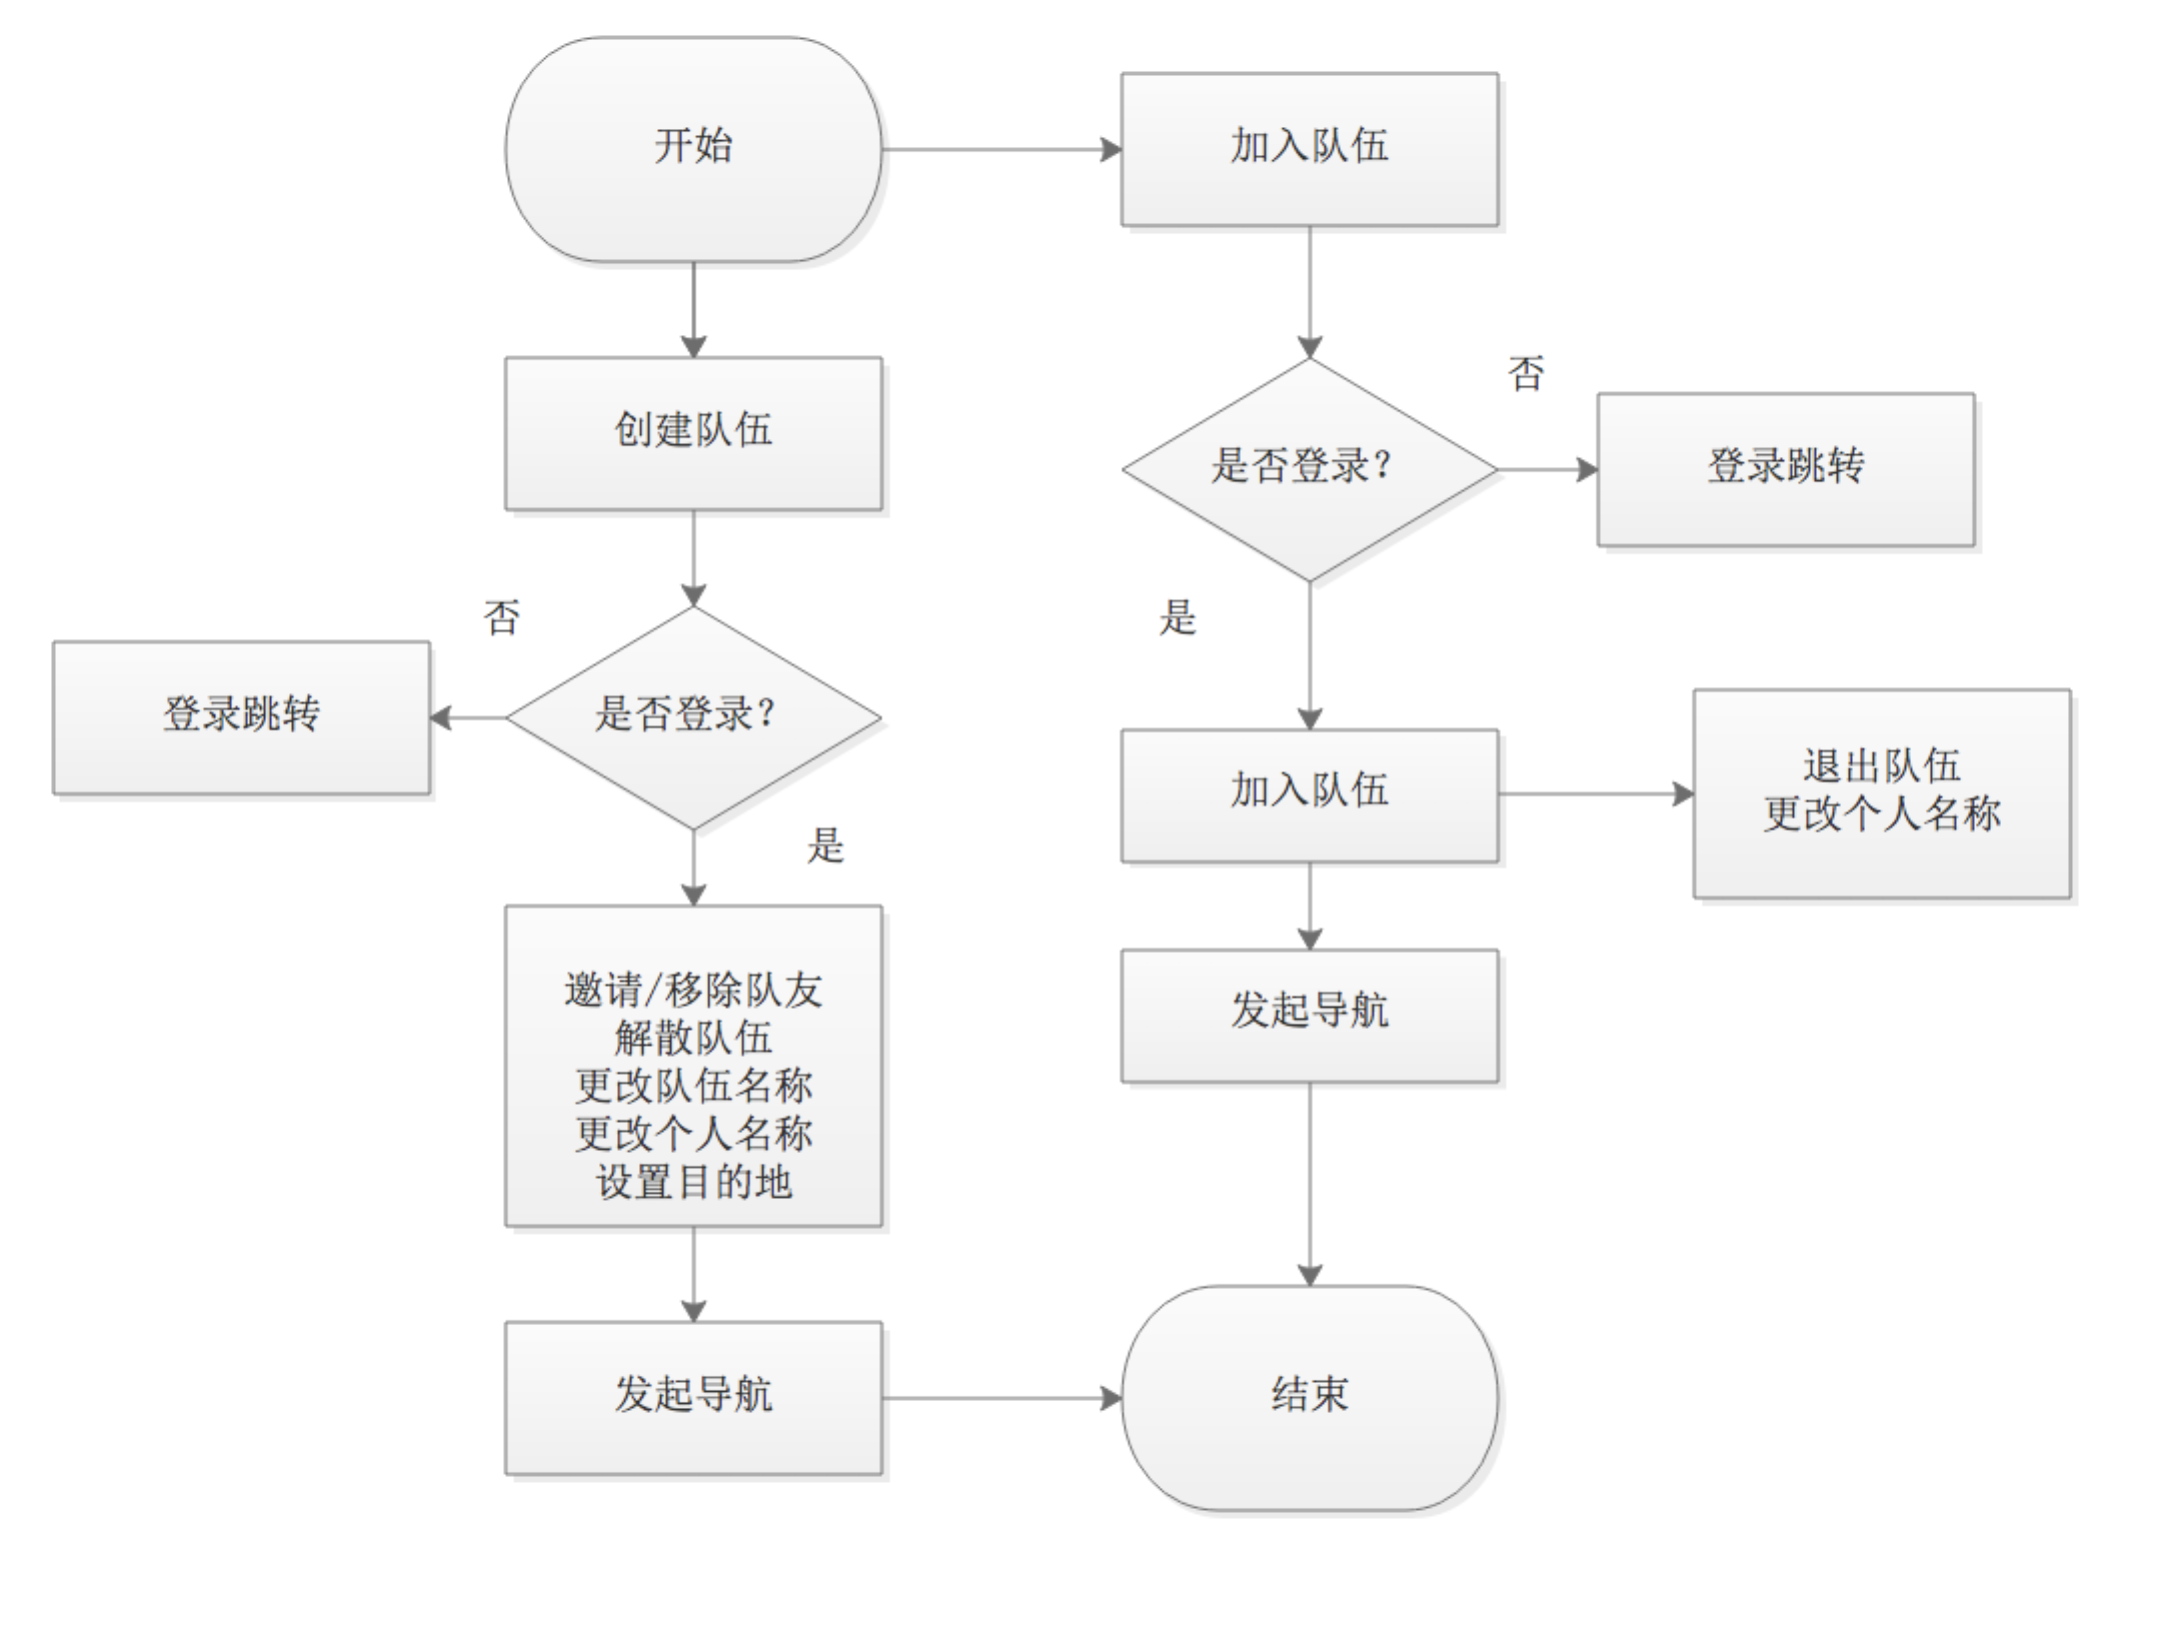 开始
加入队伍
创建队伍
否
是否登录?
登录跳转
否
是
登录跳转
是否登录?
退出队伍
更改个人名称
加入队伍
是
邀请/移除队友
解散队伍
更改队伍名称
更改个人名称
设置目的地
发起导航
发起导航
结束